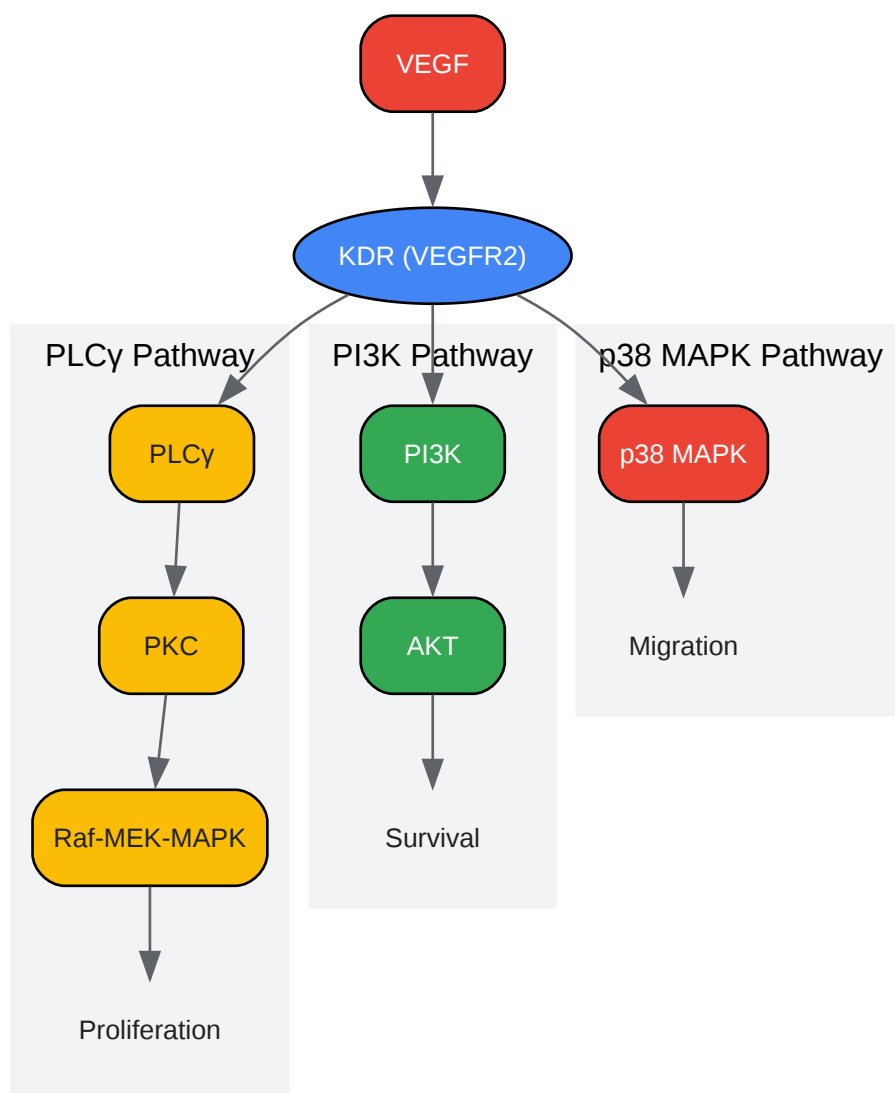 VEGF
KDR (VEGFR2)
PLCγ Pathway
PI3K Pathway
p38 MAPK Pathway
PLCγ
PI3K
p38 MAPK
PKC
AKT
Migration
Raf-MEK-MAPK
Survival
Proliferation